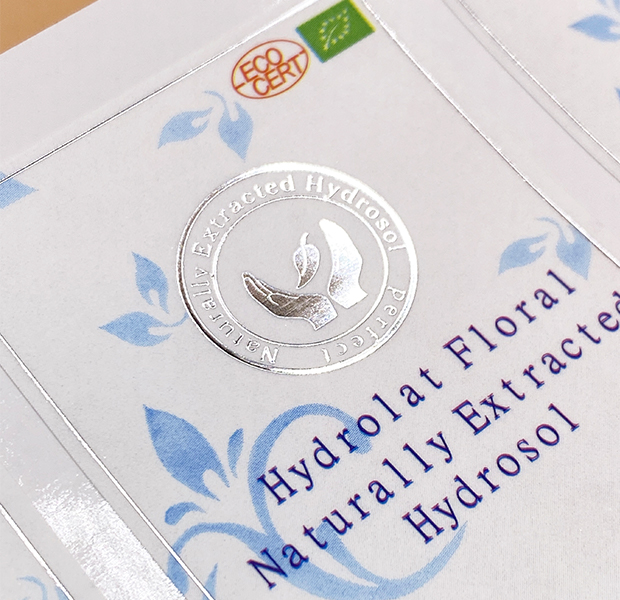 ECO
CERT
Naturally Extracted Hydrosol
Perfect
Hydrolat Floral
Naturally Extracted
Hydrosol